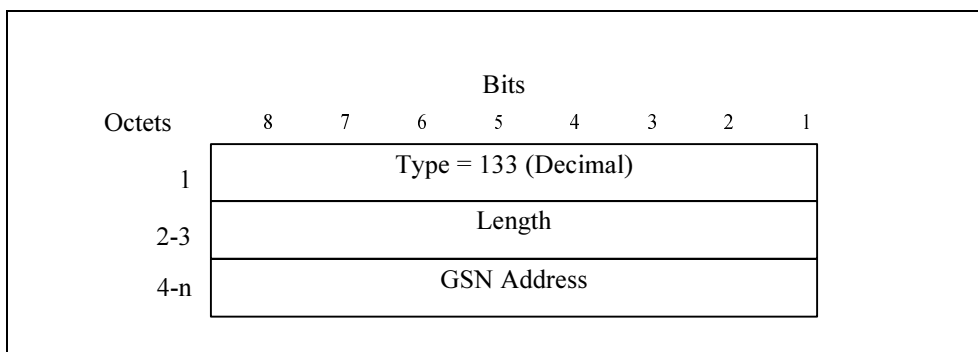 Bits
Octets 8 7 6 5 4 3 2 1
1 Type = 133 (Decimal)
2-3 Length
4-n GSN Address